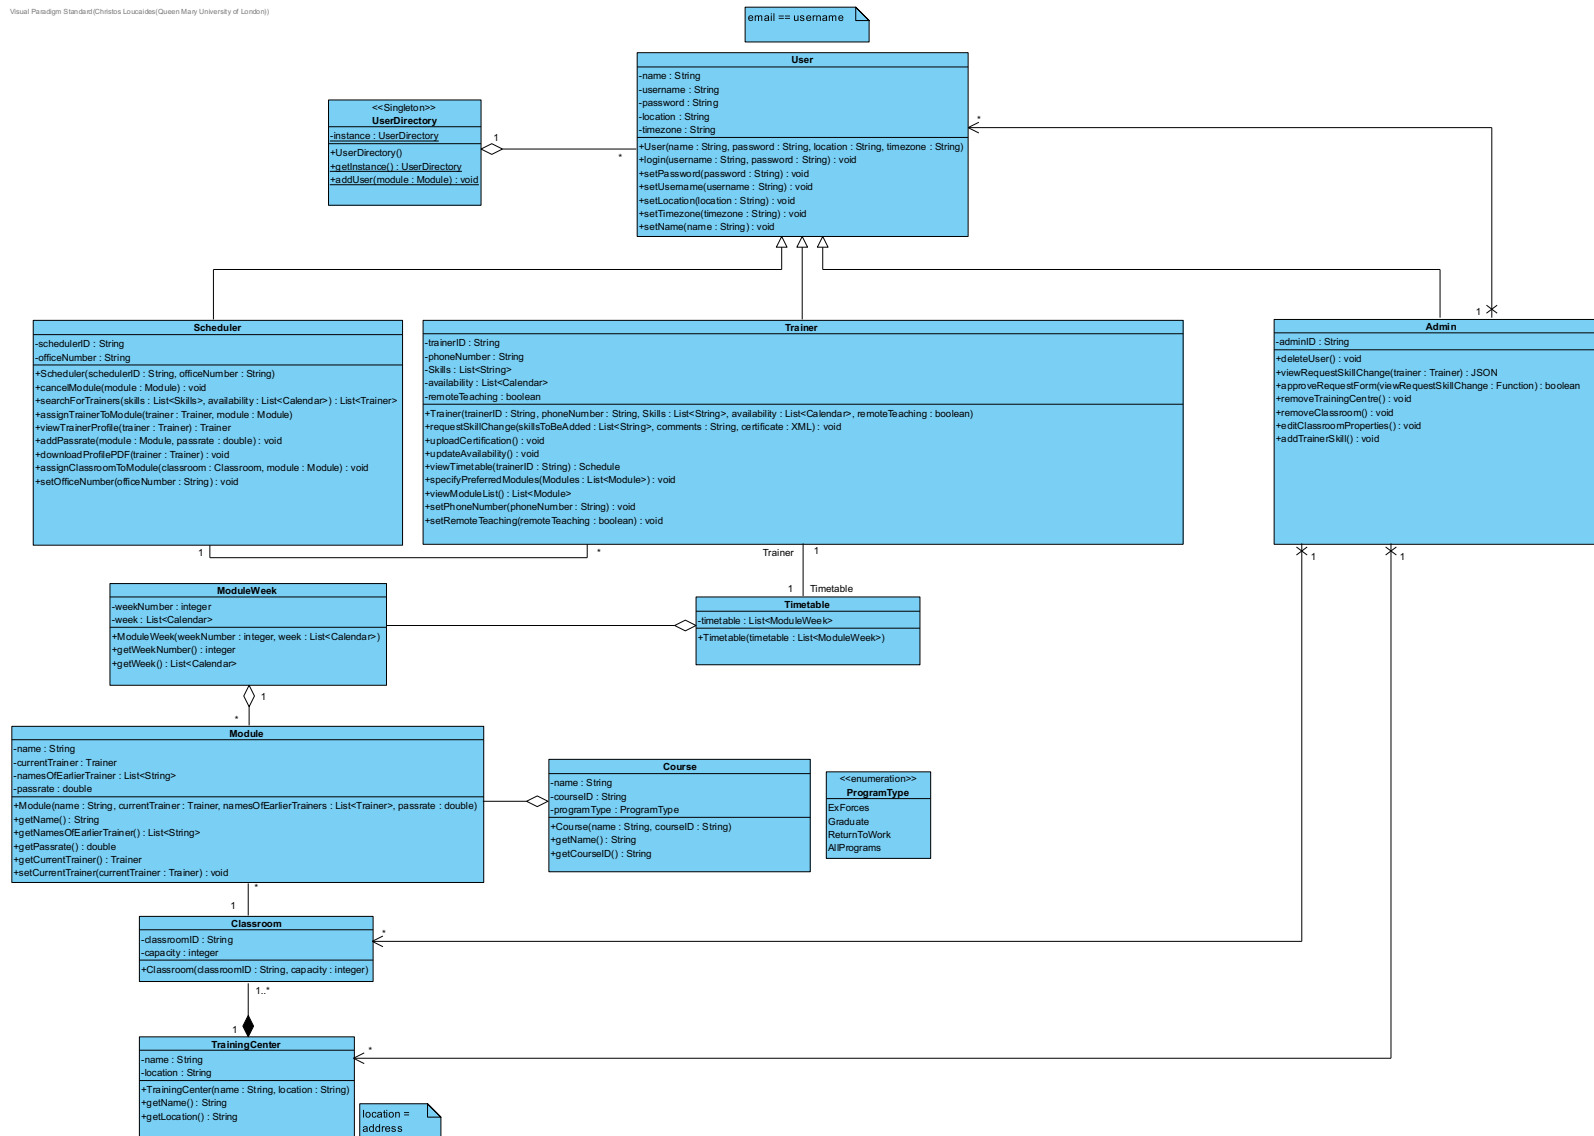 Visual Paradigm Standard(Christos Loucaides(Queen Mary University of London))
email == username
User
-name : String
-username : String
-password : String
-location : String
-timezone : String
+User(name : String, password : String, location : String, timezone : String)
+login(username : String, password : String) : void
+setPassword(password : String) : void
+setUsername(username : String) : void
+setLocation(location : String) : void
+setTimezone(timezone : String) : void
+setName(name : String) : void
<<Singleton>>
UserDirectory
-instance : UserDirectory
+UserDirectory()
+getInstance() : UserDirectory
+addUser(module : Module) : void
1
*
*
1
Scheduler
-schedulerID : String
-officeNumber : String
+Scheduler(schedulerID : String, officeNumber : String)
+cancelModule(module : Module) : void
+searchForTrainers(skills : List<Skills>, availability : List<Calendar>) : List<Trainer>
+assignTrainerToModule(trainer : Trainer, module : Module)
+viewTrainerProfile(trainer : Trainer) : Trainer
+addPassrate(module : Module, passrate : double) : void
+downloadProfilePDF(trainer : Trainer) : void
+assignClassroomToModule(classroom : Classroom, module : Module) : void
+setOfficeNumber(officeNumber : String) : void
Trainer
-trainerID : String
-phoneNumber : String
-Skills : List<String>
-availability : List<Calendar>
-remoteTeaching : boolean
+Trainer(trainerID : String, phoneNumber : String, Skills : List<String>, availability : List<Calendar>, remoteTeaching : boolean)
+requestSkillChange(skillsToBeAdded : List<String>, comments : String, certificate : XML) : void
+uploadCertification() : void
+updateAvailability() : void
+viewTimetable(trainerID : String) : Schedule
+specifyPreferredModules(Modules : List<Module>) : void
+viewModuleList() : List<Module>
+setPhoneNumber(phoneNumber : String) : void
+setRemoteTeaching(remoteTeaching : boolean) : void
Admin
-adminID : String
+deleteUser() : void
+viewRequestSkillChange(trainer : Trainer) : JSON
+approveRequestForm(viewRequestSkillChange : Function) : boolean
+removeTrainingCentre() : void
+removeClassroom() : void
+editClassroomProperties() : void
+addTrainerSkill() : void
1
*
Trainer
1
1
1
1
Timetable
ModuleWeek
-weekNumber : integer
-week : List<Calendar>
+ModuleWeek(weekNumber : integer, week : List<Calendar>)
+getWeekNumber() : integer
+getWeek() : List<Calendar>
Timetable
-timetable : List<ModuleWeek>
+Timetable(timetable : List<ModuleWeek>)
1
*
Module
-name : String
-currentTrainer : Trainer
-namesOfEarlierTrainer : List<String>
-passrate : double
+Module(name : String, currentTrainer : Trainer, namesOfEarlierTrainers : List<Trainer>, passrate : double)
+getName() : String
+getNamesOfEarlierTrainer() : List<String>
+getPassrate() : double
+getCurrentTrainer() : Trainer
+setCurrentTrainer(currentTrainer : Trainer) : void
Course
-name : String
-courseID : String
-programType : ProgramType
+Course(name : String, courseID : String)
+getName() : String
+getCourseID() : String
<<enumeration>>
ProgramType
ExForces
Graduate
ReturnToWork
AllPrograms
*
1
Classroom
-classroomID : String
-capacity : integer
+Classroom(classroomID : String, capacity : integer)
*
1..*
1
TrainingCenter
-name : String
-location : String
+TrainingCenter(name : String, location : String)
+getName() : String
+getLocation() : String
*
location =
address